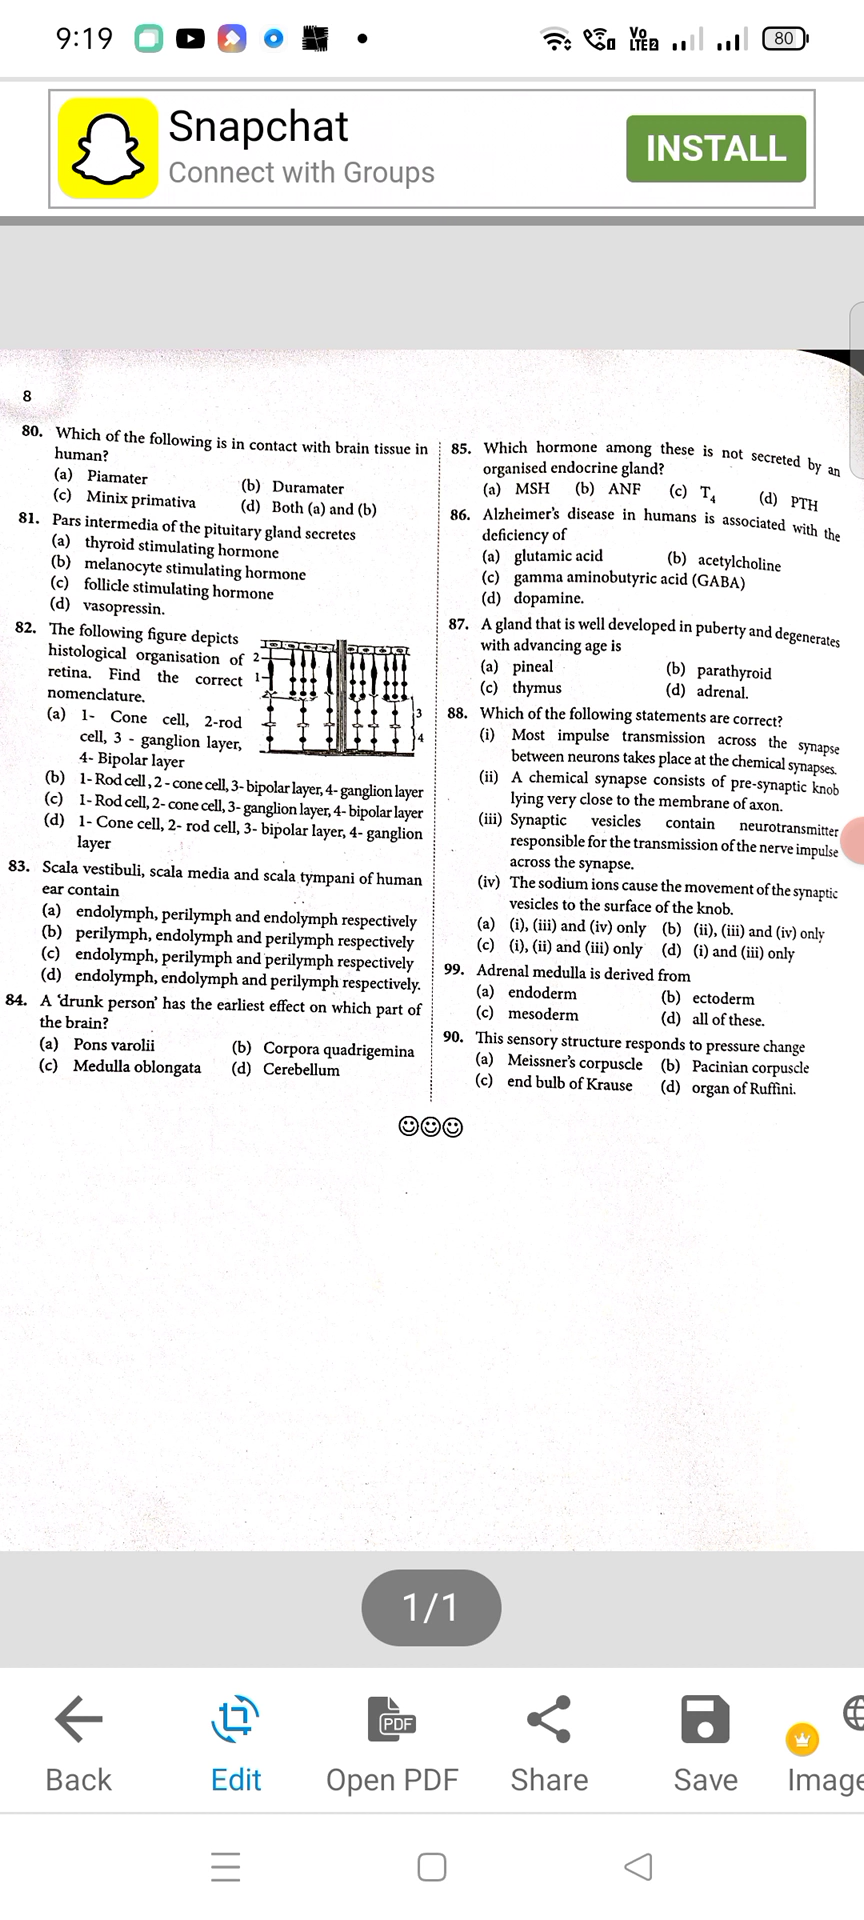 9:19
Vo
LTE2
80
Snapchat
Connect with Groups
INSTALL
8
80. Which of the following is in contact with brain tissue in
human?
(a) Piamater (b) Duramater
(c) Minix primativa (d) Both (a) and (b)
81. Pars intermedia of the pituitary gland secretes
(a) thyroid stimulating hormone
(b) melanocyte stimulating hormone
(c) follicle stimulating hormone
(d) vasopressin.
82. The following figure depicts
histological organisation of
retina. Find the correct
nomenclature.
2
1
3
4
(a) 1- Cone cell, 2-rod
cell, 3 - ganglion layer,
4- Bipolar layer
(b) 1- Rod cell, 2 - cone cell, 3- bipolar layer, 4- ganglion layer
(c) 1- Rod cell, 2- cone cell, 3- ganglion layer, 4- bipolar layer
(d) 1- Cone cell, 2- rod cell, 3- bipolar layer, 4- ganglion
layer
83. Scala vestibuli, scala media and scala tympani of human
ear contain
(a) endolymph, perilymph and endolymph respectively
(b) perilymph, endolymph and perilymph respectively
(c) endolymph, perilymph and perilymph respectively
(d) endolymph, endolymph and perilymph respectively.
84. A 'drunk person' has the earliest effect on which part of
the brain?
(a) Pons varolii (b) Corpora quadrigemina
(c) Medulla oblongata (d) Cerebellum
85. Which hormone among these is not secreted by an
organised endocrine gland?
(a) MSH (b) ANF (c) T4 (d) PTH
86. Alzheimer's disease in humans is associated with the
deficiency of
(a) glutamic acid (b) acetylcholine
(c) gamma aminobutyric acid (GABA)
(d) dopamine.
87. A gland that is well developed in puberty and degenerates
with advancing age is
(a) pineal (b) parathyroid
(c) thymus (d) adrenal.
88. Which of the following statements are correct?
(i) Most impulse transmission across the synapse
between neurons takes place at the chemical synapses.
(ii) A chemical synapse consists of pre-synaptic knob
lying very close to the membrane of axon.
(iii) Synaptic vesicles contain neurotransmitter
responsible for the transmission of the nerve impulse
across the synapse.
(iv) The sodium ions cause the movement of the synaptic
vesicles to the surface of the knob.
(a) (i), (iii) and (iv) only (b) (ii), (iii) and (iv) only
(c) (i), (ii) and (iii) only (d) (i) and (iii) only
99. Adrenal medulla is derived from
(a) endoderm (b) ectoderm
(c) mesoderm (d) all of these.
90. This sensory structure responds to pressure change
(a) Meissner's corpuscle (b) Pacinian corpuscle
(c) end bulb of Krause (d) organ of Ruffini.
1/1
PDF
Back Edit Open PDF Share Save Image